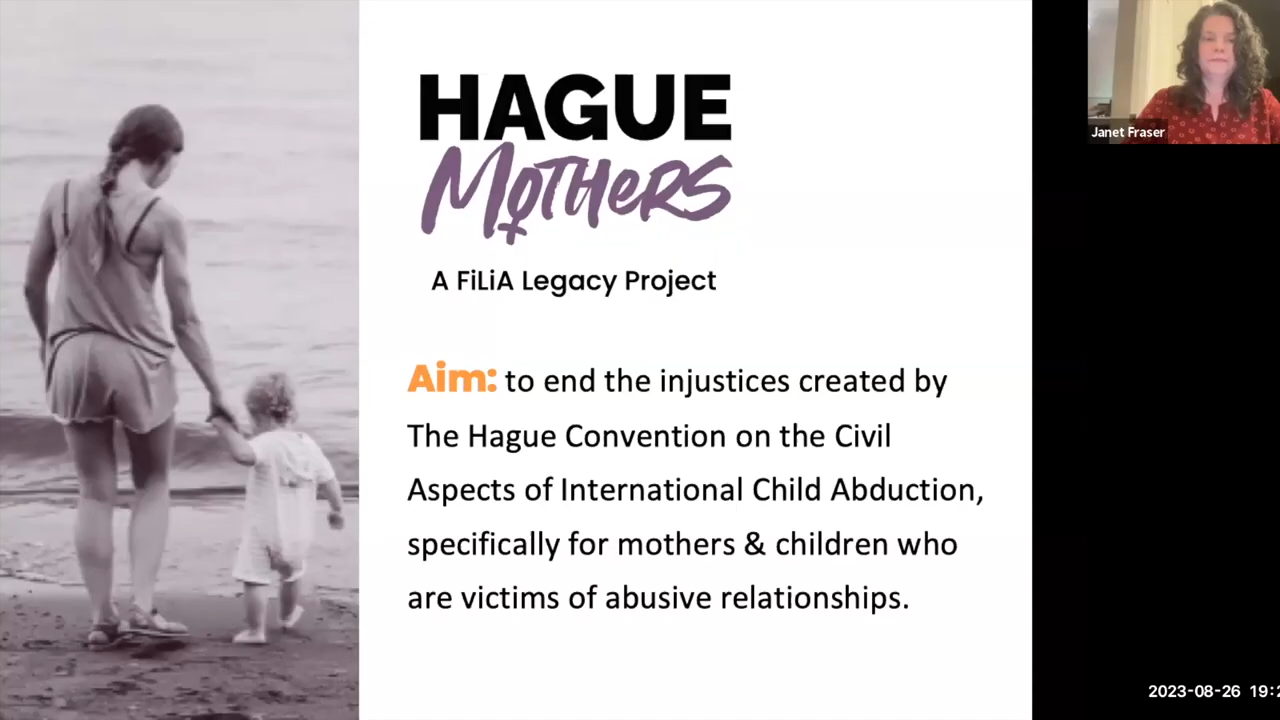 HAGUE
MOTHeRS
A FiLiA Legacy Project
Aim: to end the injustices created by
The Hague Convention on the Civil
Aspects of International Child Abduction,
specifically for mothers & children who
are victims of abusive relationships.
Janet Fraser
2023-08-26 19:2